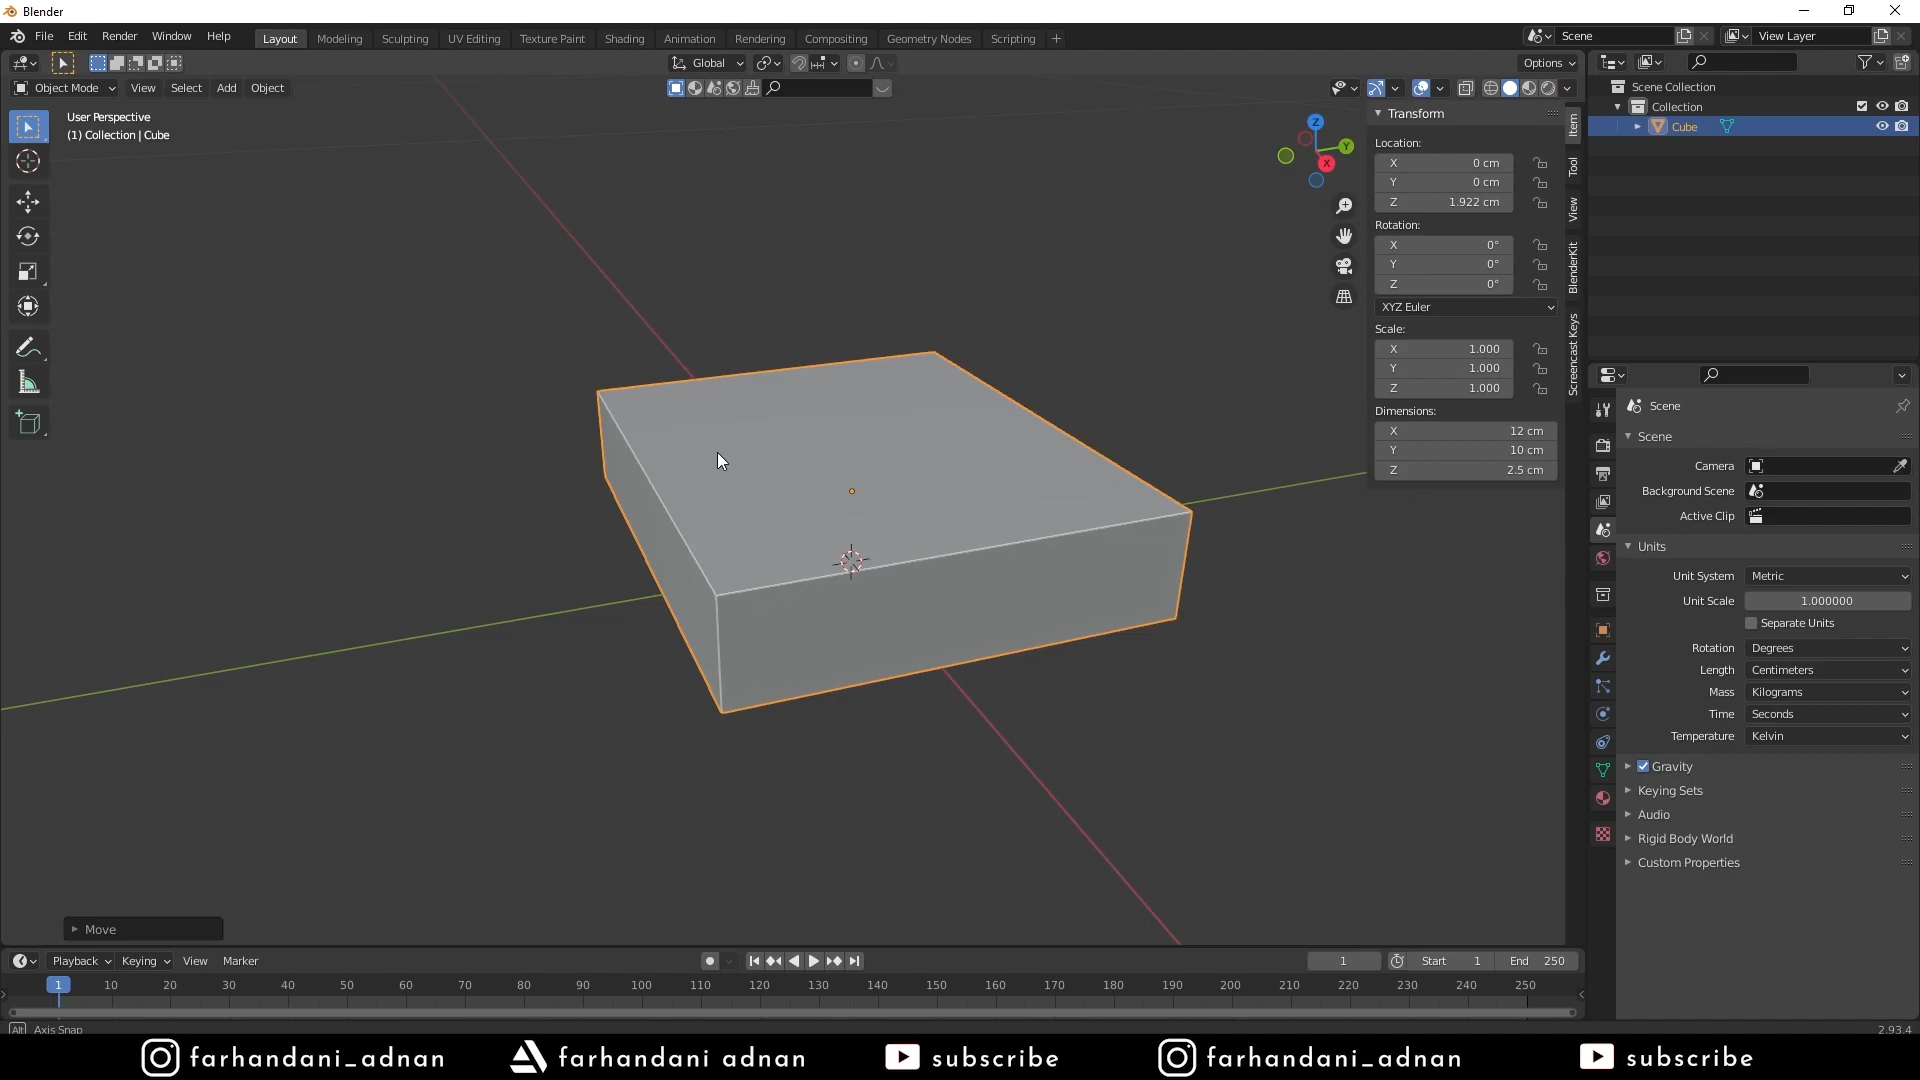 Blender
File Edit Render Window Help
Layout Modeling Sculpting UV Editing Texture Paint Shading Animation Rendering Compositing Geometry Nodes Scripting +
Scene
View Layer
Global
Options
Object Mode View Select Add Object
User Perspective
(1) Collection | Cube
Z
Y
X
Transform
Location:
X 0 cm
Y 0 cm
Z 1.922 cm
Rotation:
X 0°
Y 0°
Z 0°
XYZ Euler
Scale:
X 1.000
Y 1.000
Z 1.000
Dimensions:
X 12 cm
Y 10 cm
Z 2.5 cm
Item
Tool
View
BlenderKit
Screencast Keys
Scene Collection
Collection
Cube
Scene
Scene
Camera
Background Scene
Active Clip
Units
Unit System Metric
Unit Scale 1.000000
Separate Units
Rotation Degrees
Length Centimeters
Mass Kilograms
Time Seconds
Temperature Kelvin
Gravity
Keying Sets
Audio
Rigid Body World
Custom Properties
Move
Playback Keying View Marker
1
Start 1
End 250
1 10 20 30 40 50 60 70 80 90 100 110 120 130 140 150 160 170 180 190 200 210 220 230 240 250
Alt Axis Snap
2.93.4
farhandani_adnan farhandani adnan subscribe farhandani_adnan subscribe